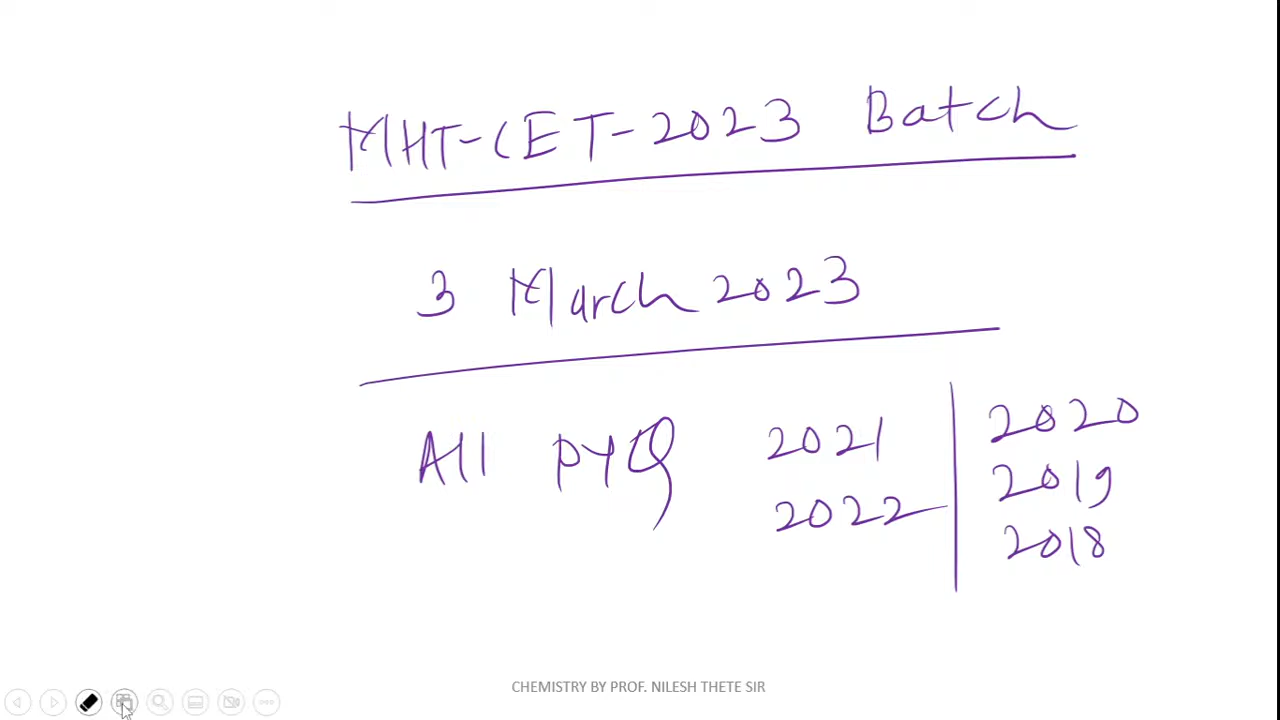 MHT-CET-2023 Batch
3 March 2023
All PYQ 2021 2020
2022 2019
2018
CHEMISTRY BY PROF. NILESH THETE SIR